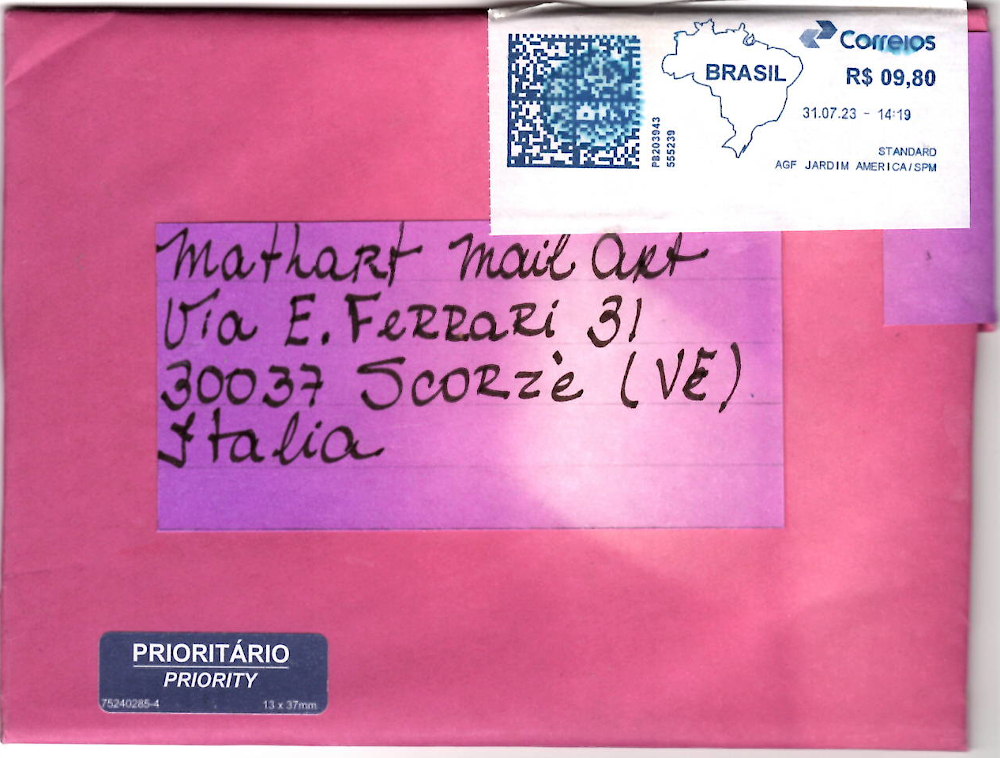 Correios
BRASIL
R$ 09,80
31.07.23 - 14:19
STANDARD
AGF JARDIM AMERICA/SPM
PB203943
555239
Mathart Mail Art
Via E. Ferrari 31
30037 Scorzè (VE)
Italia
PRIORITÁRIO
PRIORITY
75240285-4
13 x 37mm